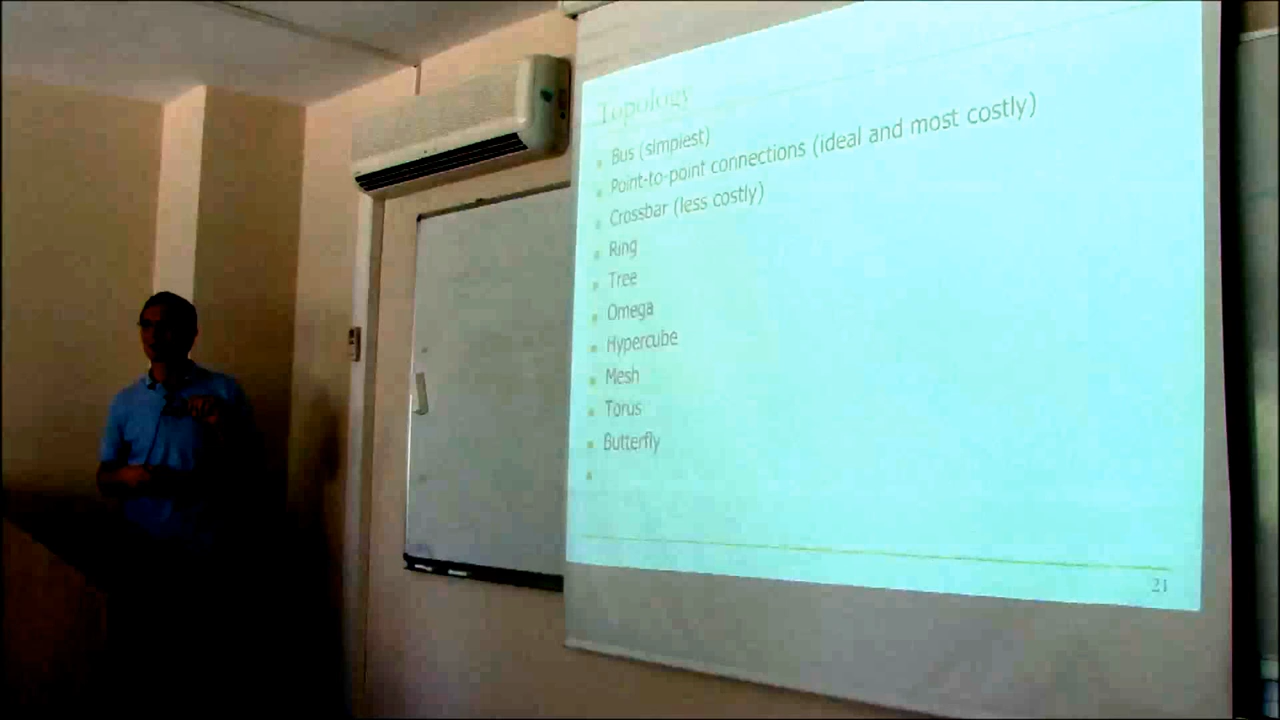 Topology
Bus (simplest)
Point-to-point connections (ideal and most costly)
Crossbar (less costly)
Ring
Tree
Omega
Hypercube
Mesh
Torus
Butterfly
21